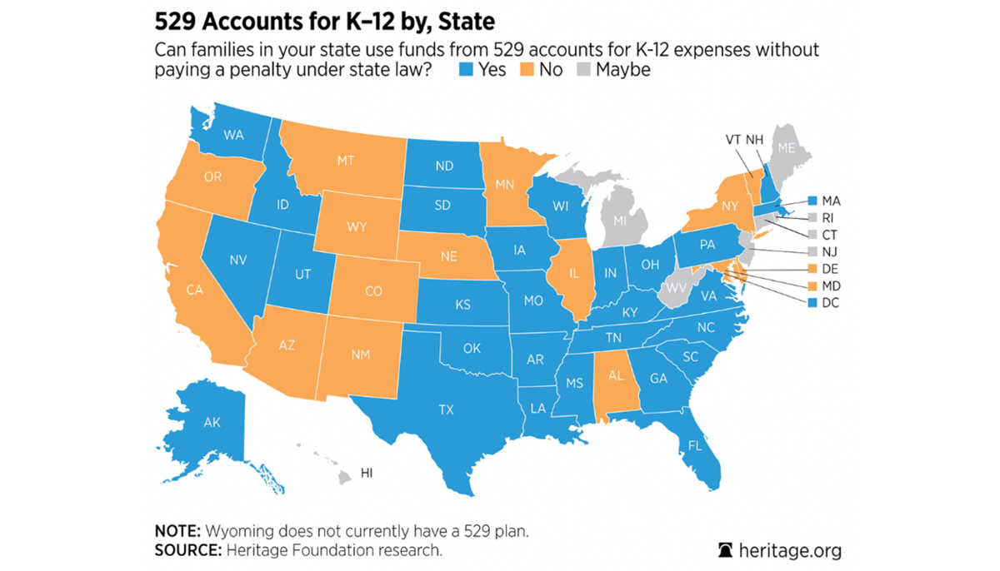 529 Accounts for K–12 by, State
Can families in your state use funds from 529 accounts for K-12 expenses without
paying a penalty under state law? Yes No Maybe
WA
MT
ND
MN
VT NH
ME
OR
ID
SD
WI
NY
MA
WY
MI
RI
CT
NV
NE
IA
PA
NJ
UT
IL
IN
OH
DE
CA
CO
KS
MO
WV
VA
MD
KY
DC
AZ
NM
OK
TN
NC
AR
SC
MS
AL
GA
TX
LA
AK
FL
HI
NOTE: Wyoming does not currently have a 529 plan.
SOURCE: Heritage Foundation research.
heritage.org